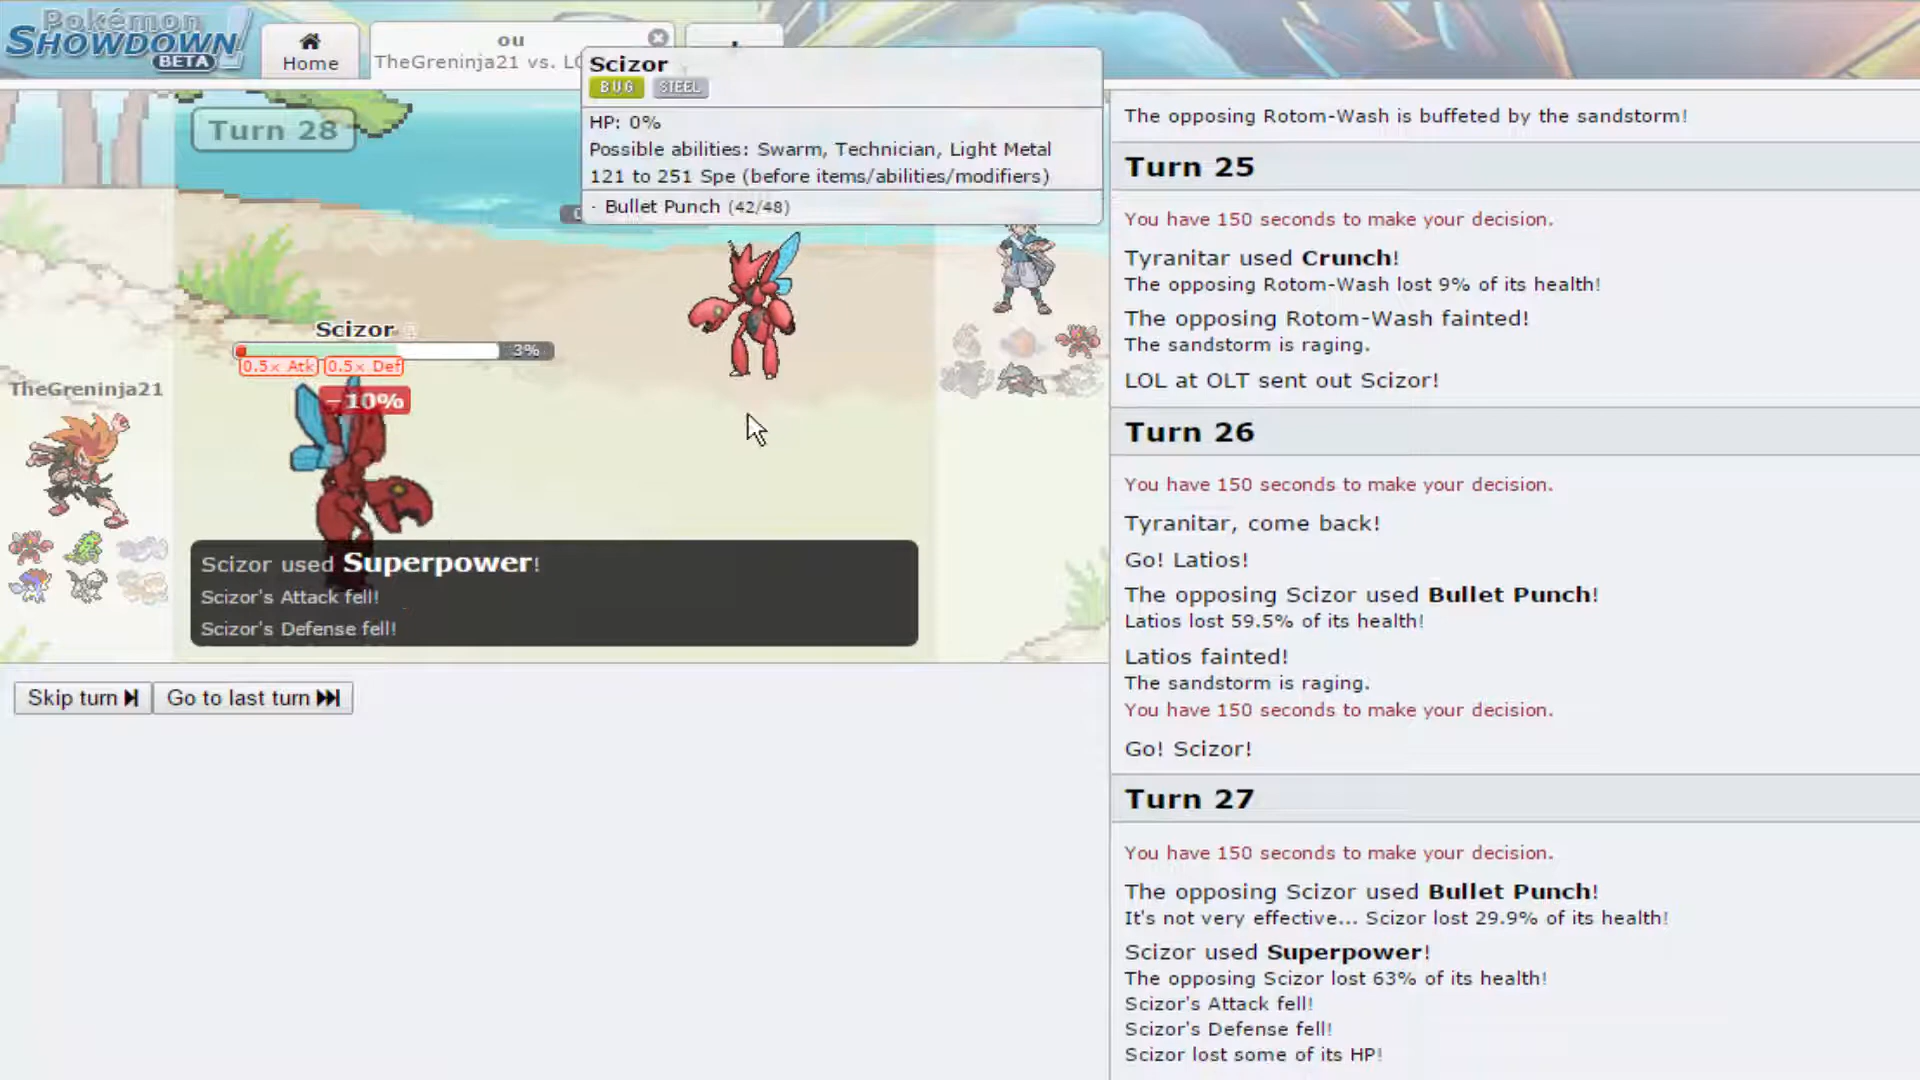 Pokémon
SHOWDOWN!
BETA
Home
ou
TheGreninja21 vs. LO
Scizor
BUG STEEL
HP: 0%
Possible abilities: Swarm, Technician, Light Metal
121 to 251 Spe (before items/abilities/modifiers)
· Bullet Punch (42/48)
Turn 28
Scizor
3%
0.5× Atk 0.5× Def
−10%
TheGreninja21
Scizor used Superpower!
Scizor's Attack fell!
Scizor's Defense fell!
Skip turn Go to last turn
The opposing Rotom-Wash is buffeted by the sandstorm!
Turn 25
You have 150 seconds to make your decision.
Tyranitar used Crunch!
The opposing Rotom-Wash lost 9% of its health!
The opposing Rotom-Wash fainted!
The sandstorm is raging.
LOL at OLT sent out Scizor!
Turn 26
You have 150 seconds to make your decision.
Tyranitar, come back!
Go! Latios!
The opposing Scizor used Bullet Punch!
Latios lost 59.5% of its health!
Latios fainted!
The sandstorm is raging.
You have 150 seconds to make your decision.
Go! Scizor!
Turn 27
You have 150 seconds to make your decision.
The opposing Scizor used Bullet Punch!
It's not very effective... Scizor lost 29.9% of its health!
Scizor used Superpower!
The opposing Scizor lost 63% of its health!
Scizor's Attack fell!
Scizor's Defense fell!
Scizor lost some of its HP!